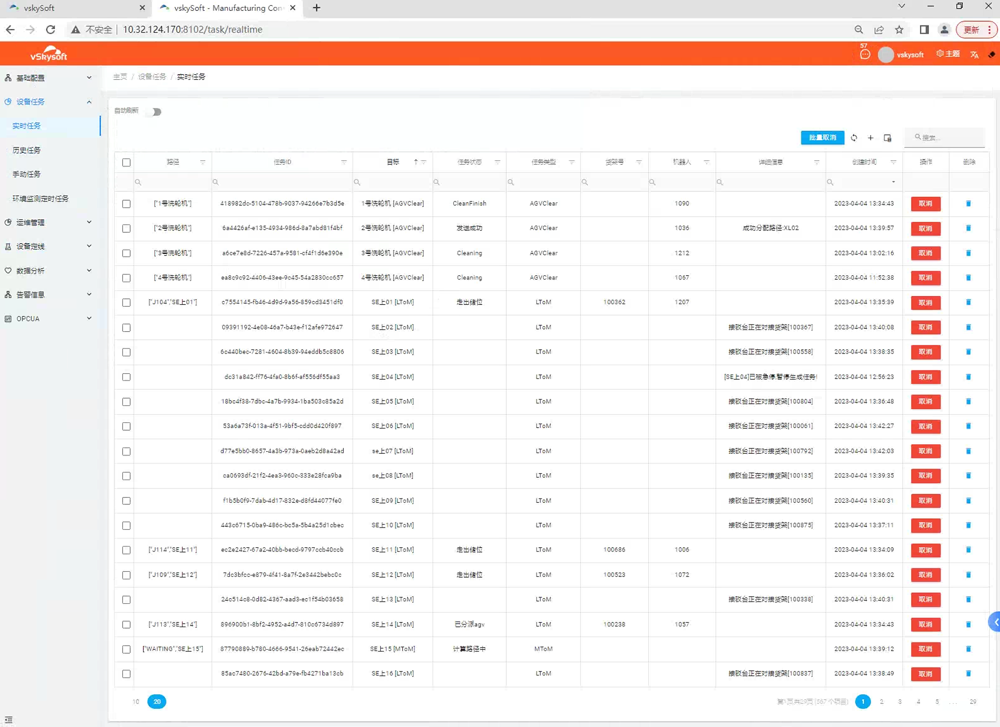 vskySoft
vskySoft - Manufacturing Con
不安全 10.32.124.170:8102/task/realtime 更新
vSkysoft 57 vskysoft 主题
基础配置
设备任务
实时任务
历史任务
手动任务
环境监测定时任务
运维管理
设备定线
数据分析
告警信息
OPCUA
主页 / 设备任务 / 实时任务
自动刷新
批量取消 搜索...
路径 任务ID 目标 任务状态 任务类型 货架号 机器人 详细信息 创建时间 操作 删除
["1号洗轮机"] 418982dc-5104-478b-9037-94266e7b3d5e 1号洗轮机 [AGVClear] CleanFinish AGVClear 1090 2023-04-04 13:34:43 取消
["2号洗轮机"] 6a4426af-e135-4934-986d-8a7abd81f4bf 2号洗轮机 [AGVClear] 发送成功 AGVClear 1036 成功分配路径:XL02 2023-04-04 13:39:57 取消
["3号洗轮机"] a6ce7e8d-7226-457a-9581-cf4f1d6e390e 3号洗轮机 [AGVClear] Cleaning AGVClear 1212 2023-04-04 13:02:16 取消
["4号洗轮机"] ea8c9c92-4406-43ee-9c45-54a2830cc657 4号洗轮机 [AGVClear] Cleaning AGVClear 1067 2023-04-04 11:52:38 取消
["J104","SE上01"] c7554145-fb46-4d9d-9a56-859cd3451df0 SE上01 [LToM] 走出储位 LToM 100362 1207 2023-04-04 13:35:39 取消
09391192-4e08-46a7-b43e-f12afe972647 SE上02 [LToM] LToM 接驳台正在对接货架[100367] 2023-04-04 13:40:08 取消
6c440bec-7281-4604-8b39-94eddb5c8806 SE上03 [LToM] LToM 接驳台正在对接货架[100558] 2023-04-04 13:38:35 取消
dc31a842-ff76-4fa0-8b6f-af556df55aa3 SE上04 [LToM] LToM [SE上04]已被急停,暂停生成任务! 2023-04-04 12:56:23 取消
18bc4f38-7dbc-4a7b-9934-1ba503c85a2d SE上05 [LToM] LToM 接驳台正在对接货架[100804] 2023-04-04 13:36:48 取消
53a6a73f-013a-4f51-9bf5-cdd0d420f897 SE上06 [LToM] LToM 接驳台正在对接货架[100061] 2023-04-04 13:42:27 取消
d77e5bb0-8657-4a3b-973a-0aeb2d8a42ad se上07 [LToM] LToM 接驳台正在对接货架[100792] 2023-04-04 13:42:03 取消
ca0693df-21f2-4ea3-960c-333e28fca9ba se上08 [LToM] LToM 接驳台正在对接货架[100135] 2023-04-04 13:39:35 取消
f1b5b0f9-7dab-4d17-832e-d8fd44077fe0 SE上09 [LToM] LToM 接驳台正在对接货架[100560] 2023-04-04 13:40:31 取消
443c6715-0ba9-486c-bc5a-5b4a25d1cbec SE上10 [LToM] LToM 接驳台正在对接货架[100875] 2023-04-04 13:37:11 取消
["J114","SE上11"] ec2e2427-67a2-40bb-becd-9797ccb40ccb SE上11 [LToM] 走出储位 LToM 100686 1006 2023-04-04 13:34:09 取消
["J109","SE上12"] 7dc3bfcc-e879-4f41-8a7f-2e3442bebc0c SE上12 [LToM] 走出储位 LToM 100523 1072 2023-04-04 13:36:02 取消
24c514c8-0d82-4367-aad3-ec1f54b03658 SE上13 [LToM] LToM 接驳台正在对接货架[100338] 2023-04-04 13:40:31 取消
["J113","SE上14"] 896900b1-8bf2-4952-a4d7-810c6734d897 SE上14 [LToM] 已分派agv LToM 100238 1057 2023-04-04 13:34:43 取消
["WAITING","SE上15"] 87790889-b780-4666-9541-26eab72442ec SE上15 [MToM] 计算路径中 MToM 2023-04-04 13:39:12 取消
85ac7480-2676-42bd-a79e-fb4271ba13cb SE上16 [LToM] LToM 接驳台正在对接货架[100837] 2023-04-04 13:38:49 取消
10 20 第1页,共29页 (567 个项目) 1 2 3 4 5 ... 29